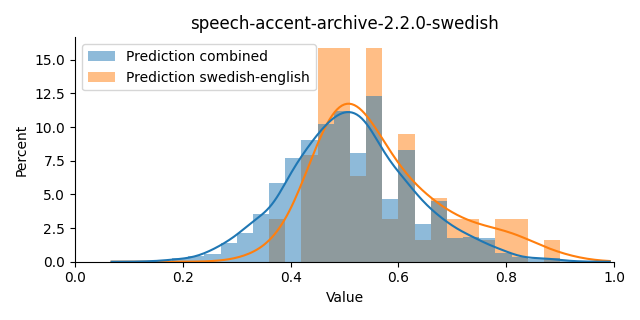 speech-accent-archive-2.2.0-swedish
Prediction combined
Prediction swedish-english
Percent
15.0
12.5
10.0
7.5
5.0
2.5
0.0
0.0 0.2 0.4 0.6 0.8 1.0
Value